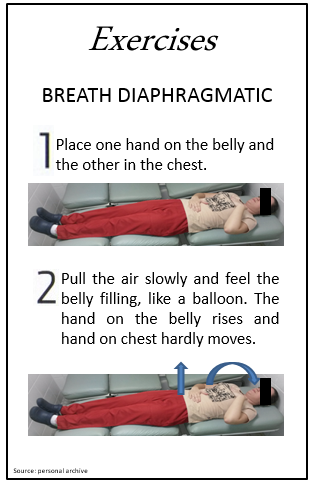 Exercises
BREATH DIAPHRAGMATIC
1 Place one hand on the belly and
the other in the chest.
2 Pull the air slowly and feel the
belly filling, like a balloon. The
hand on the belly rises and
hand on chest hardly moves.
Source: personal archive